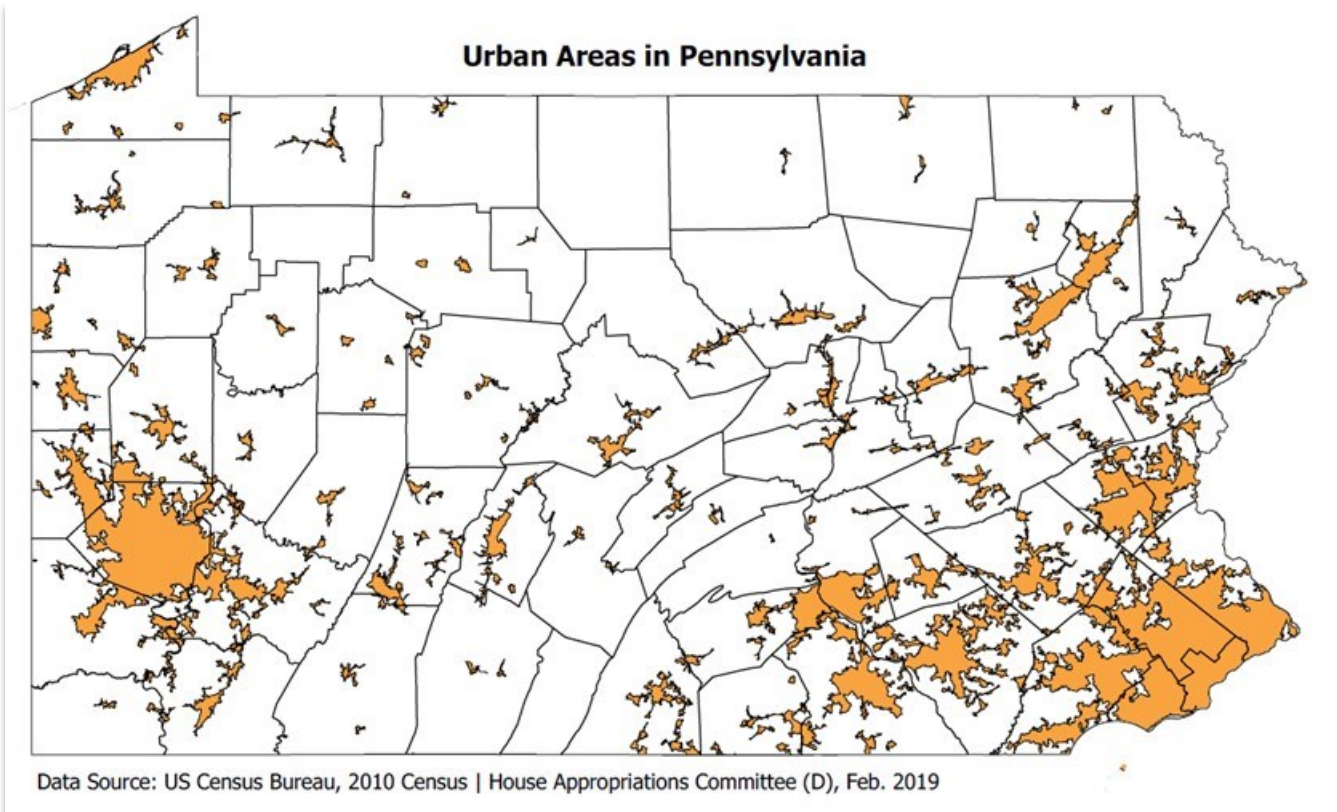 Urban Areas in Pennsylvania
Data Source: US Census Bureau, 2010 Census | House Appropriations Committee (D), Feb. 2019